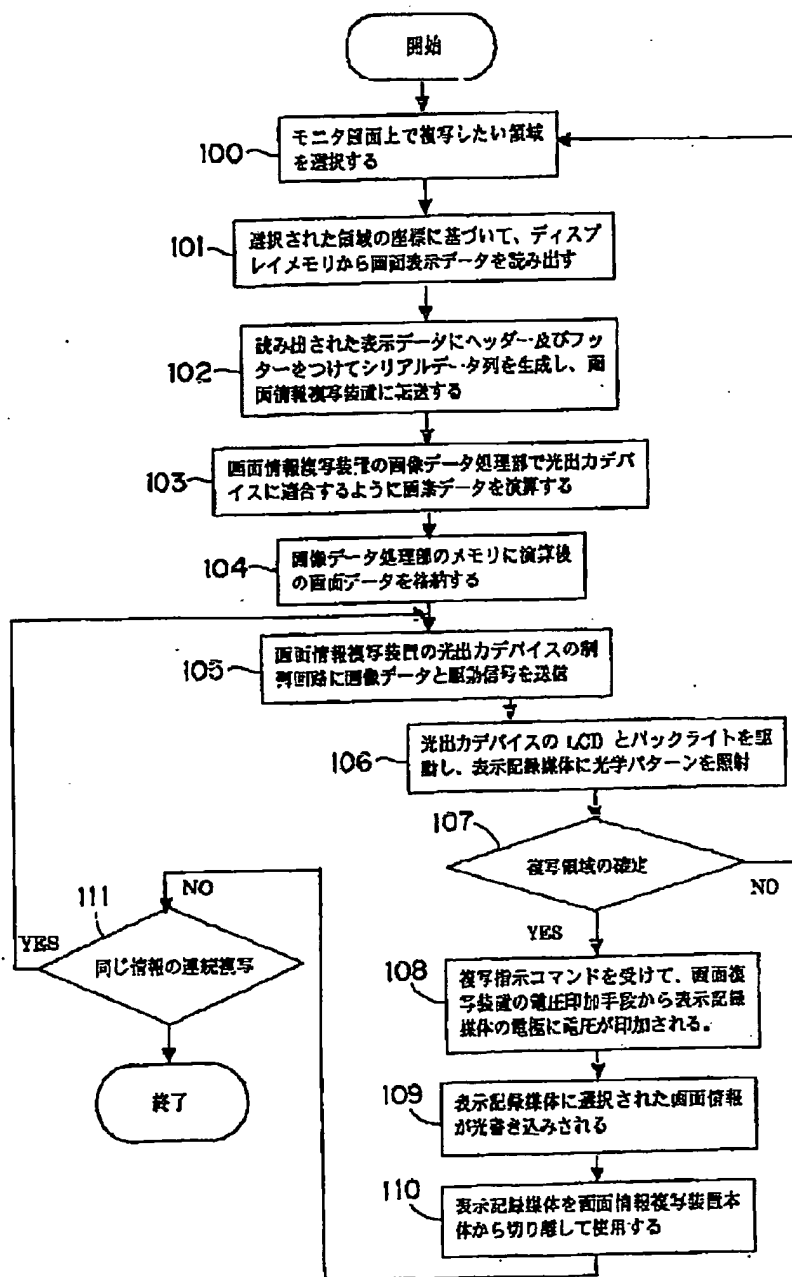 開始
100
モニタ画面上で複写したい領域
を選択する
101
選択された領域の座標に基づいて、ディスプ
レイメモリから画面表示データを読み出す
102
読み出された表示データにヘッダー及びフッ
ターをつけてシリアルデータ列を生成し、画
面情報複写装置に転送する
103
画面情報複写装置の画像データ処理部で光出力デバ
イスに適合するように画素データを演算する
104
画像データ処理部のメモリに演算後
の画面データを格納する
105
画面情報複写装置の光出力デバイスの制
御回路に画像データと駆動信号を送信
106
光出力デバイスの LCD とバックライトを駆
動し、表示記録媒体に光学パターンを照射
107
複写領域の確定
NO
YES
108
複写指示コマンドを受けて、画面複
写装置の電圧印加手段から表示記録
媒体の電極に電圧が印加される。
109
表示記録媒体に選択された画面情報
が光書き込みされる
110
表示記録媒体を画面情報複写装置本
体から切り離して使用する
111
NO
YES
同じ情報の連続複写
終了